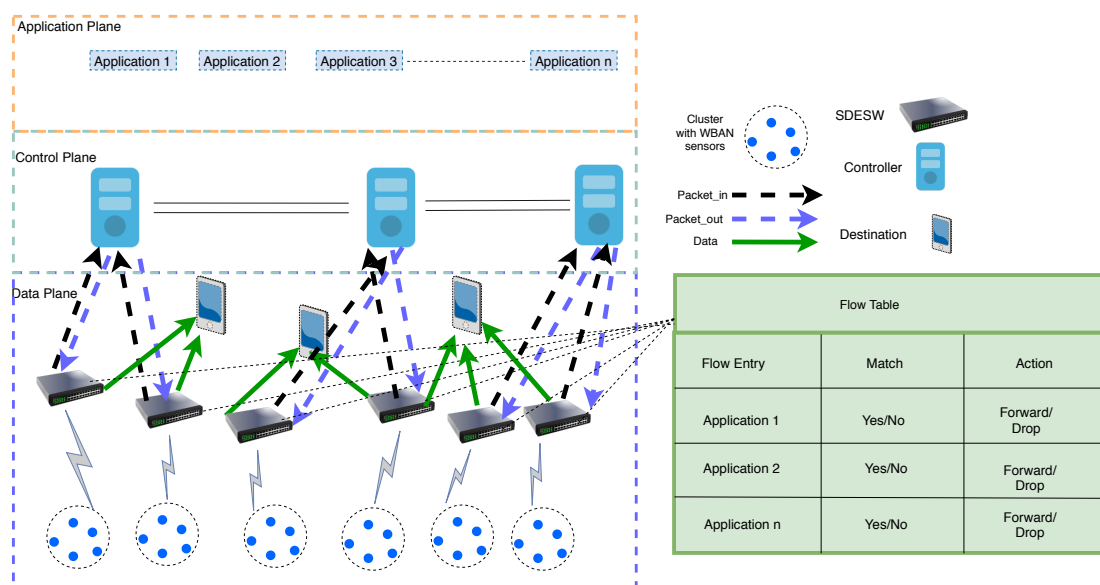 Application Plane
Application 1
Application 2
Application 3
Application n
Control Plane
Data Plane
Cluster
with WBAN
sensors
SDESW
Controller
Packet_in
Packet_out
Data
Destination
Flow Table
Flow Entry
Match
Action
Application 1
Yes/No
Forward/
Drop
Application 2
Yes/No
Forward/
Drop
Application n
Yes/No
Forward/
Drop